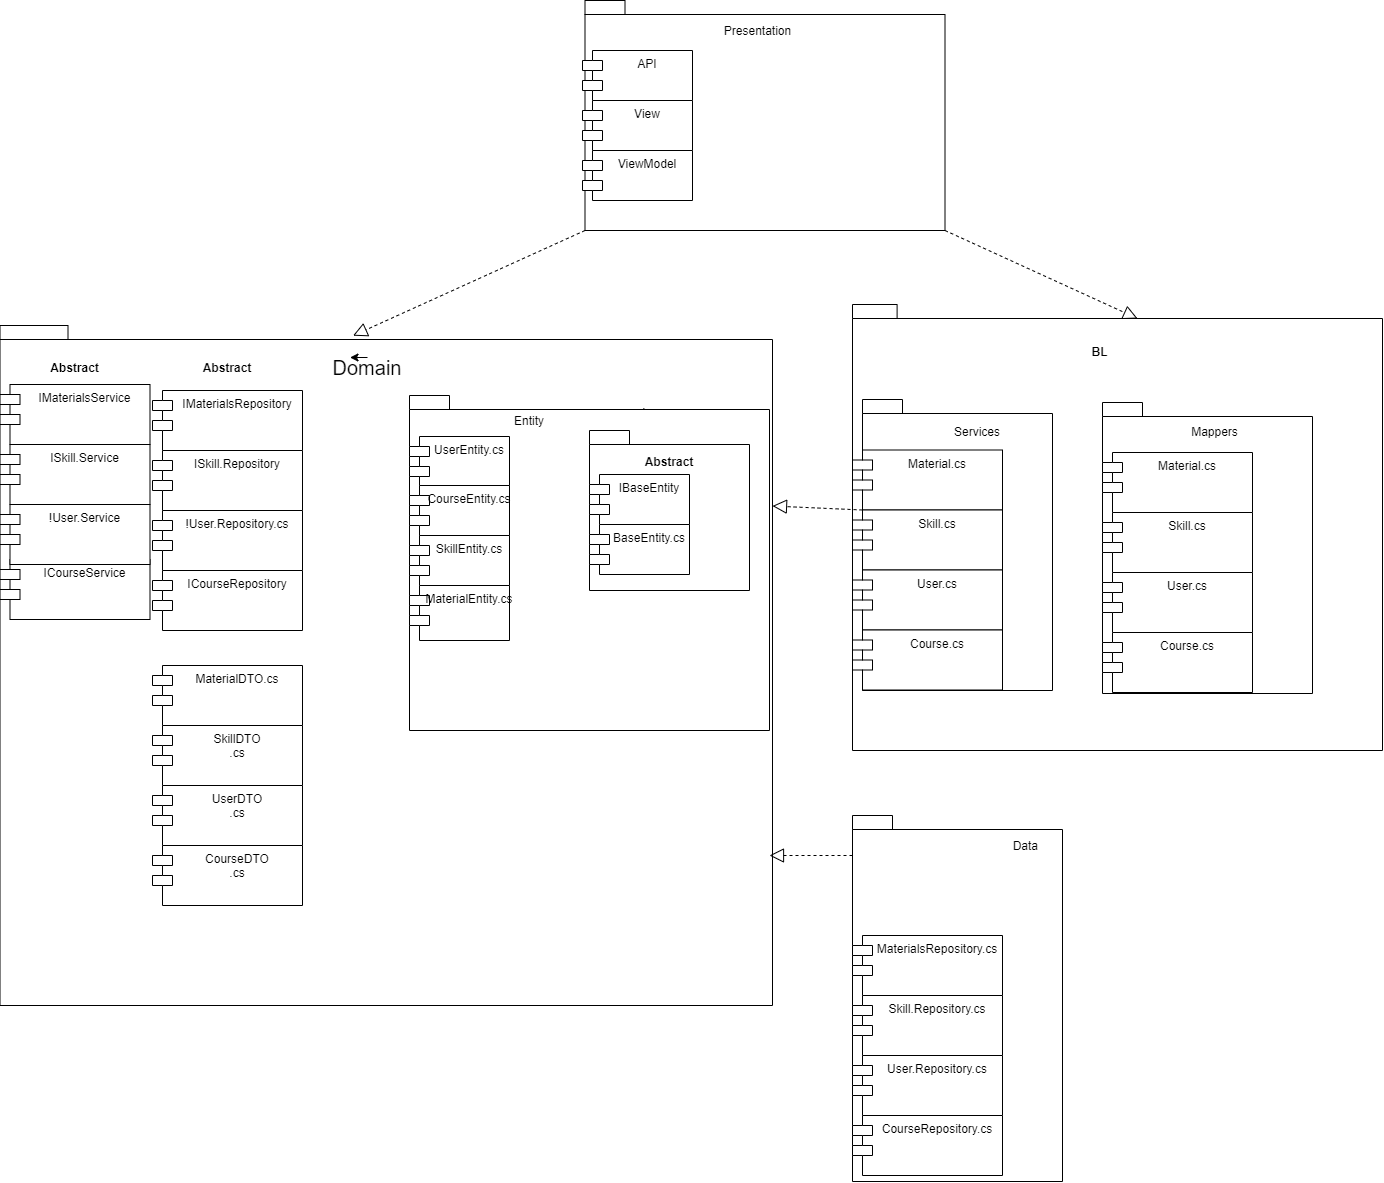 Presentation
API
View
ViewModel
Domain
Abstract
IMaterialsService
ISkill.Service
!User.Service
ICourseService
Abstract
IMaterialsRepository
ISkill.Repository
!User.Repository.cs
ICourseRepository
MaterialDTO.cs
SkillDTO
.cs
UserDTO
.cs
CourseDTO
.cs
Entity
UserEntity.cs
CourseEntity.cs
SkillEntity.cs
MaterialEntity.cs
Abstract
IBaseEntity
BaseEntity.cs
BL
Services
Material.cs
Skill.cs
User.cs
Course.cs
Mappers
Material.cs
Skill.cs
User.cs
Course.cs
Data
MaterialsRepository.cs
Skill.Repository.cs
User.Repository.cs
CourseRepository.cs